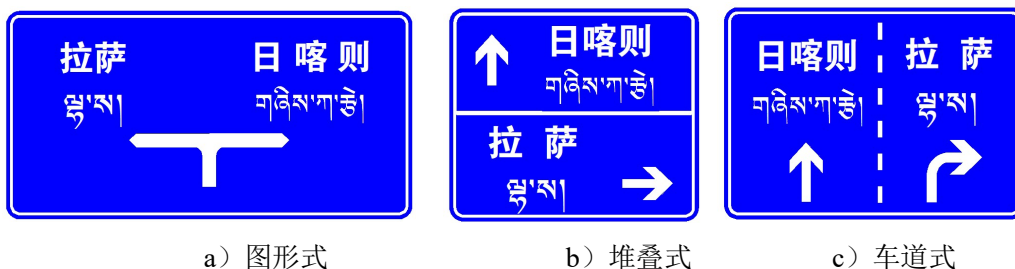 拉萨
ལྷ་ས།
日喀则
གཞིས་ཀ་རྩེ།
日喀则
གཞིས་ཀ་རྩེ།
拉萨
ལྷ་ས།
日喀则
གཞིས་ཀ་རྩེ།
拉萨
ལྷ་ས།
a）图形式
b）堆叠式
c）车道式